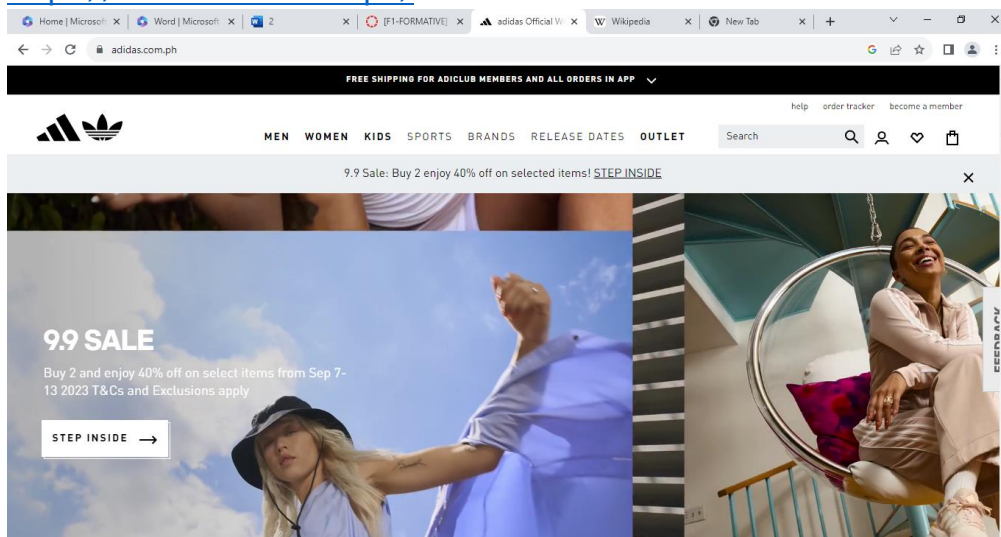 Home | Microsoft
Word | Microsoft
2
[F1-FORMATIVE]
adidas Official W
Wikipedia
New Tab
adidas.com.ph
FREE SHIPPING FOR ADICLUB MEMBERS AND ALL ORDERS IN APP
help order tracker become a member
MEN WOMEN KIDS SPORTS BRANDS RELEASE DATES OUTLET Search
9.9 Sale: Buy 2 enjoy 40% off on selected items! STEP INSIDE
9.9 SALE
Buy 2 and enjoy 40% off on select items from Sep 7-
13 2023 T&Cs and Exclusions apply
STEP INSIDE
FEEDBACK